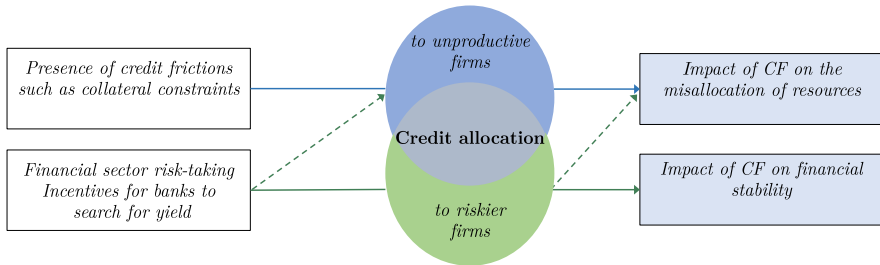 Presence of credit frictions
such as collateral constraints
Financial sector risk-taking
Incentives for banks to
search for yield
to unproductive
firms
Credit allocation
to riskier
firms
Impact of CF on the
misallocation of resources
Impact of CF on financial
stability